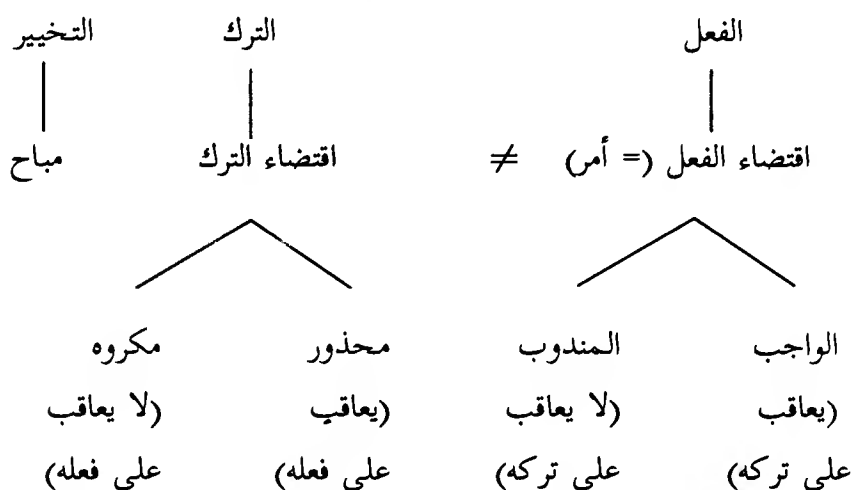 الفعل الترك التخيير
اقتضاء الفعل (= أمر) ≠ اقتضاء الترك مباح
الواجب المندوب محذور مكروه
(يعاقب (لا يعاقب (يعاقب (لا يعاقب
على تركه) على تركه) على فعله) على فعله)